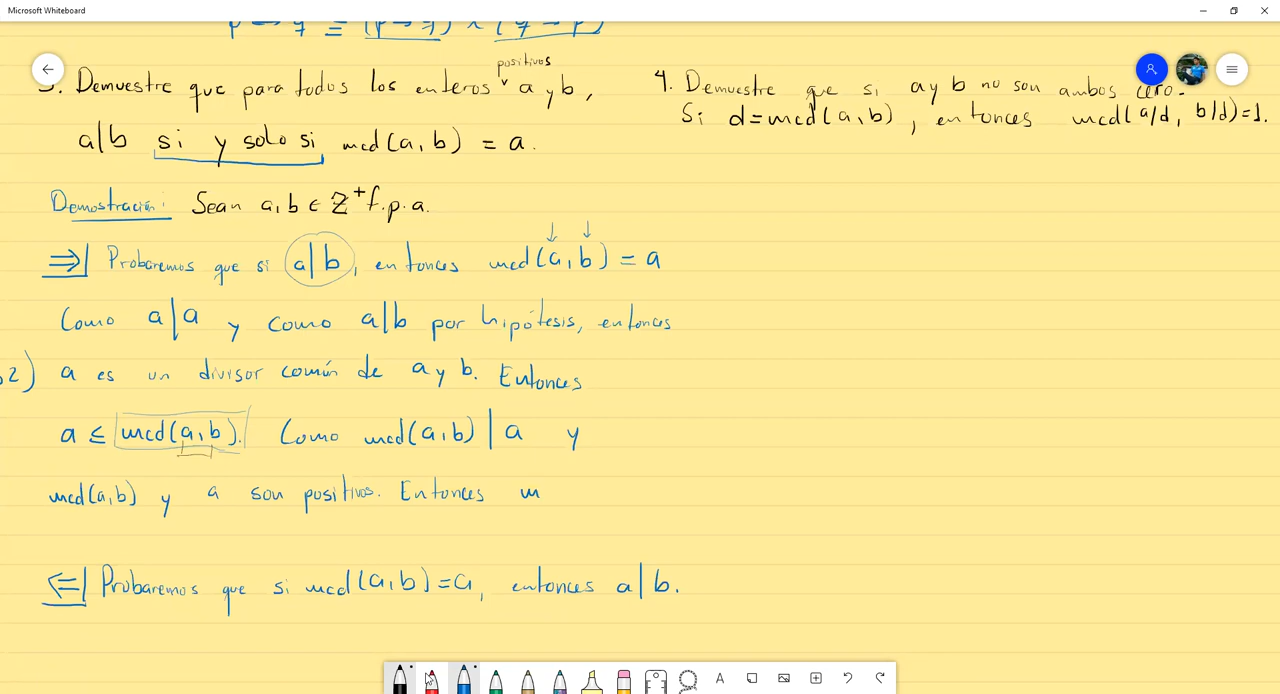 Microsoft Whiteboard
p ↔ q ≡ (p → q) ∧ (q → p)
3. Demuestre que para todos los enteros positivos a y b,
a|b si y solo si mcd(a,b) = a.
4. Demuestre que si a y b no son ambos cero.
Si d=mcd(a,b), entonces mcd(a/d, b/d)=1.
Demostración: Sean a,b ∈ Z⁺ f.p.a.
⇒| Probaremos que si a|b, entonces mcd(a,b) = a
Como a|a y como a|b por hipótesis, entonces
a es un divisor común de a y b. Entonces
a ≤ mcd(a,b). Como mcd(a,b) | a y
mcd(a,b) y a son positivos. Entonces m
⇐| Probaremos que si mcd(a,b)=a, entonces a|b.
A